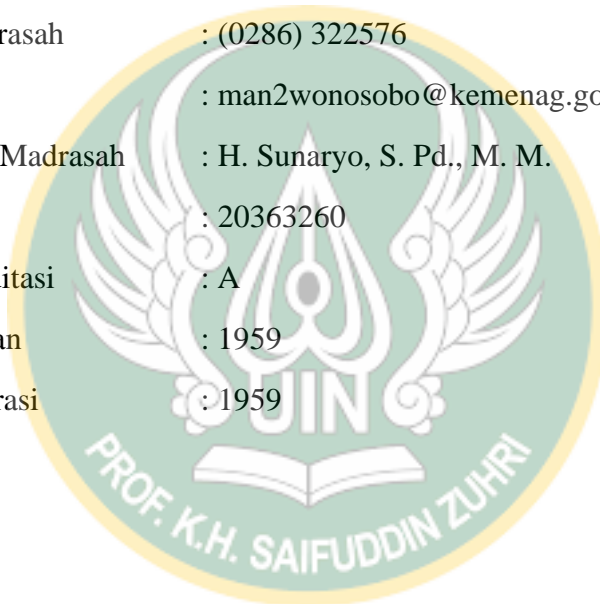 rasah : (0286) 322576
: man2wonosobo@kemenag.go
Madrasah : H. Sunaryo, S. Pd., M. M.
: 20363260
itasi : A
an : 1959
rasi : 1959
UIN
PROF. K.H. SAIFUDDIN ZUHRI